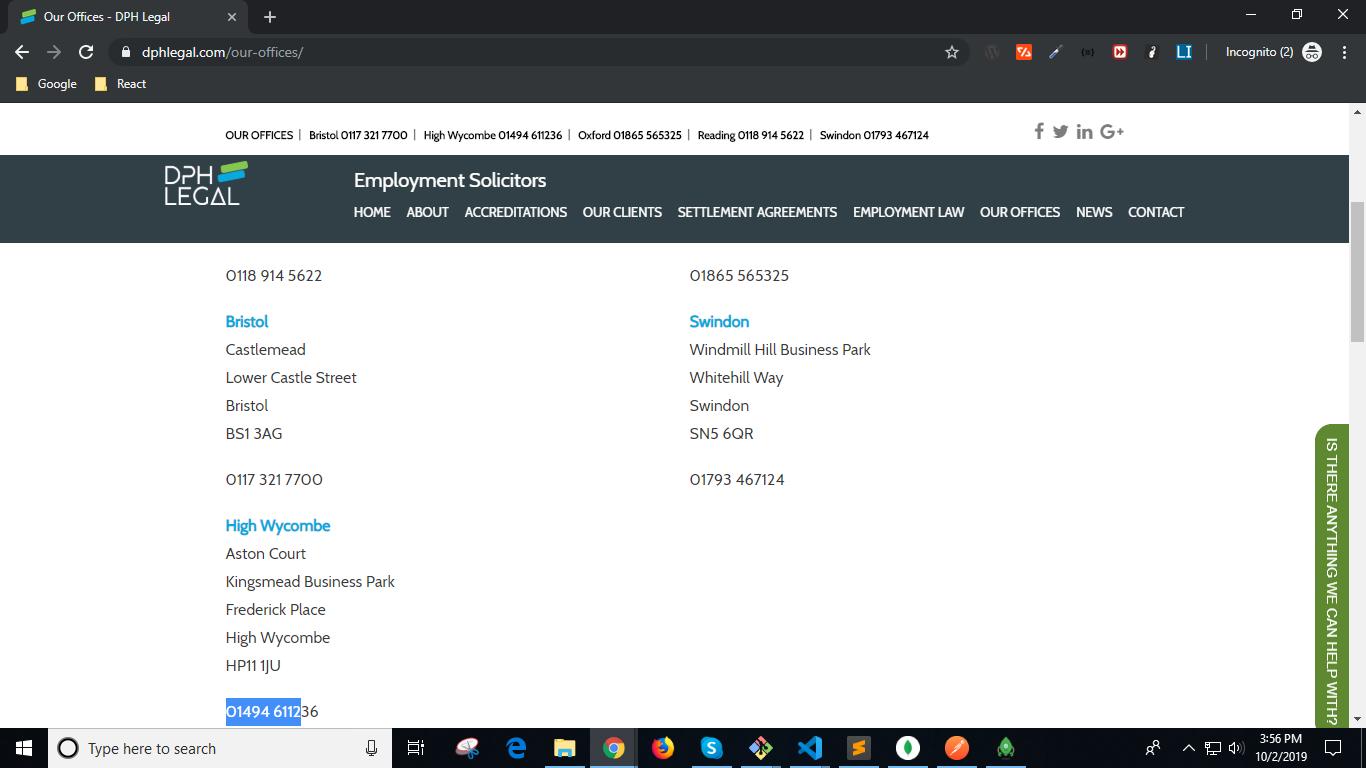 Our Offices - DPH Legal
dphlegal.com/our-offices/
LI
Incognito (2)
Google
React
OUR OFFICES | Bristol 0117 321 7700 | High Wycombe 01494 611236 | Oxford 01865 565325 | Reading 0118 914 5622 | Swindon 01793 467124
DPH
LEGAL
Employment Solicitors
HOME ABOUT ACCREDITATIONS OUR CLIENTS SETTLEMENT AGREEMENTS EMPLOYMENT LAW OUR OFFICES NEWS CONTACT
0118 914 5622
Bristol
Castlemead
Lower Castle Street
Bristol
BS1 3AG
0117 321 7700
High Wycombe
Aston Court
Kingsmead Business Park
Frederick Place
High Wycombe
HP11 1JU
01494 611236
01865 565325
Swindon
Windmill Hill Business Park
Whitehill Way
Swindon
SN5 6QR
01793 467124
IS THERE ANYTHING WE CAN HELP WITH?
Type here to search
3:56 PM
10/2/2019